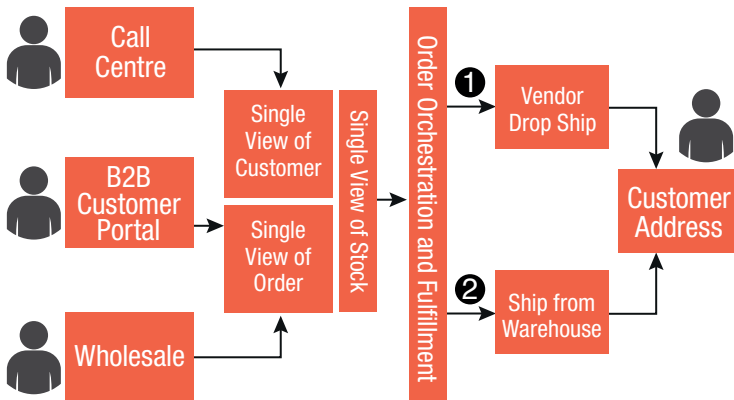 Call
Centre
B2B
Customer
Portal
Wholesale
Single
View of
Customer
Single
View of
Order
Single View of Stock
Order Orchestration and Fulfillment
1
Vendor
Drop Ship
2
Ship from
Warehouse
Customer
Address